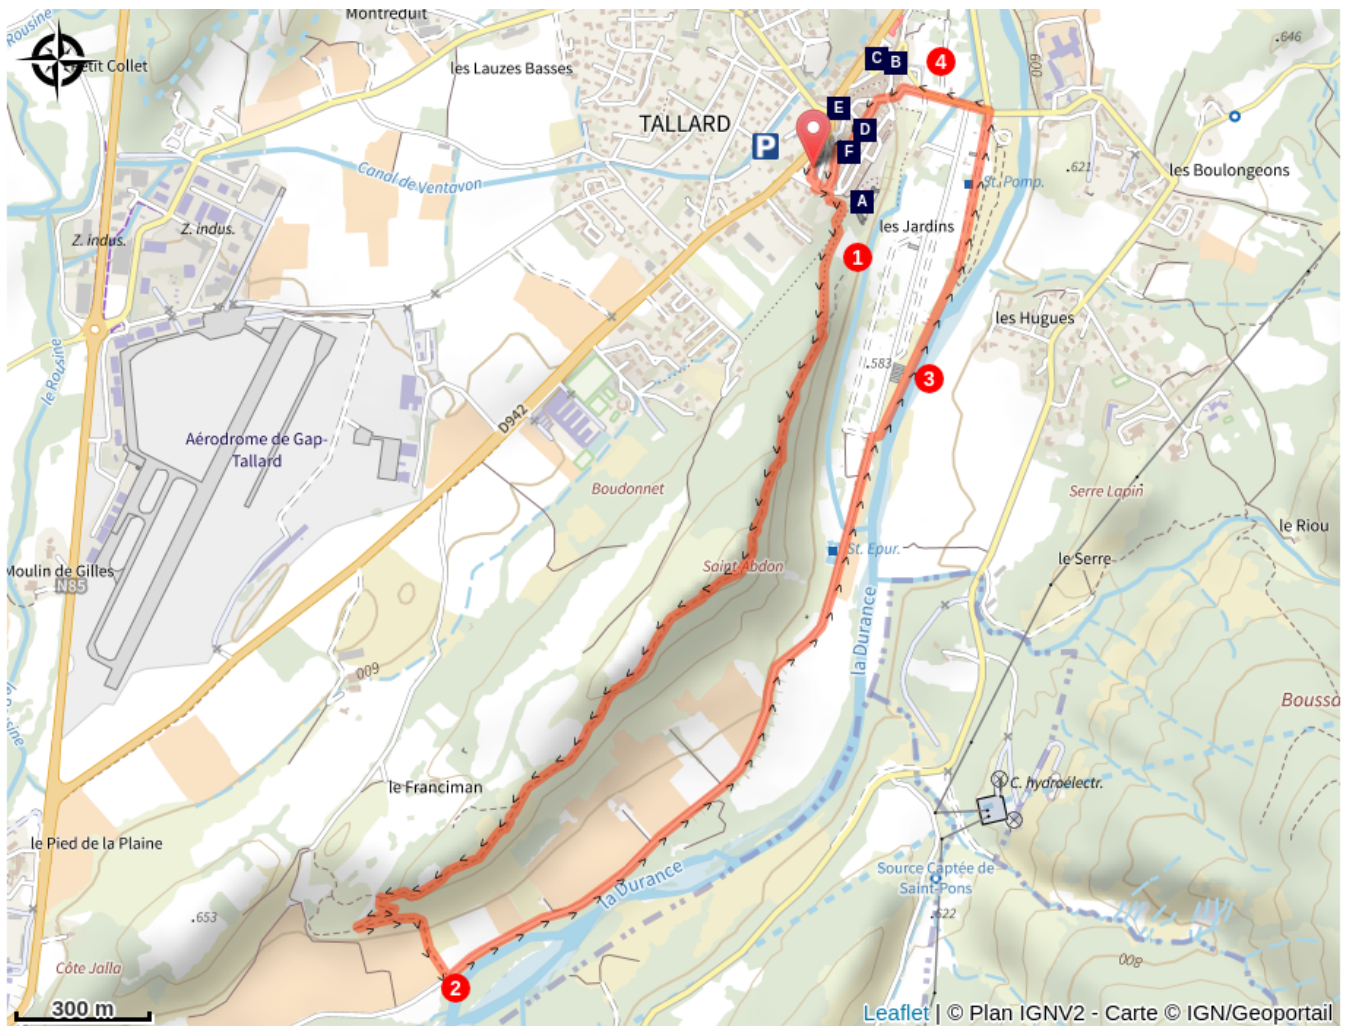 Montreduit
Rousine
Petit Collet
les Lauzes Basses
C
B
4
600
.646
TALLARD
E
P
D
F
Canal de Ventavon
St. Pomp.
.621
les Boulongeons
A
Z. indus.
Z. indus.
les Jardins
1
les Hugues
le Rousine
.583
3
D942
Aérodrome de Gap-
Tallard
Boudonnet
Serre Lapin
le Riou
St. Epur.
le Serre
Saint Abdon
Moulin de Gilles
N85
la Durance
600
Boussa
le Franciman
C. hydroélectr.
le Pied de la Plaine
la Durance
Source Captée de
Saint-Pons
.653
.622
Côte Jalla
800
2
300 m
Leaflet | © Plan IGNV2 - Carte © IGN/Geoportail